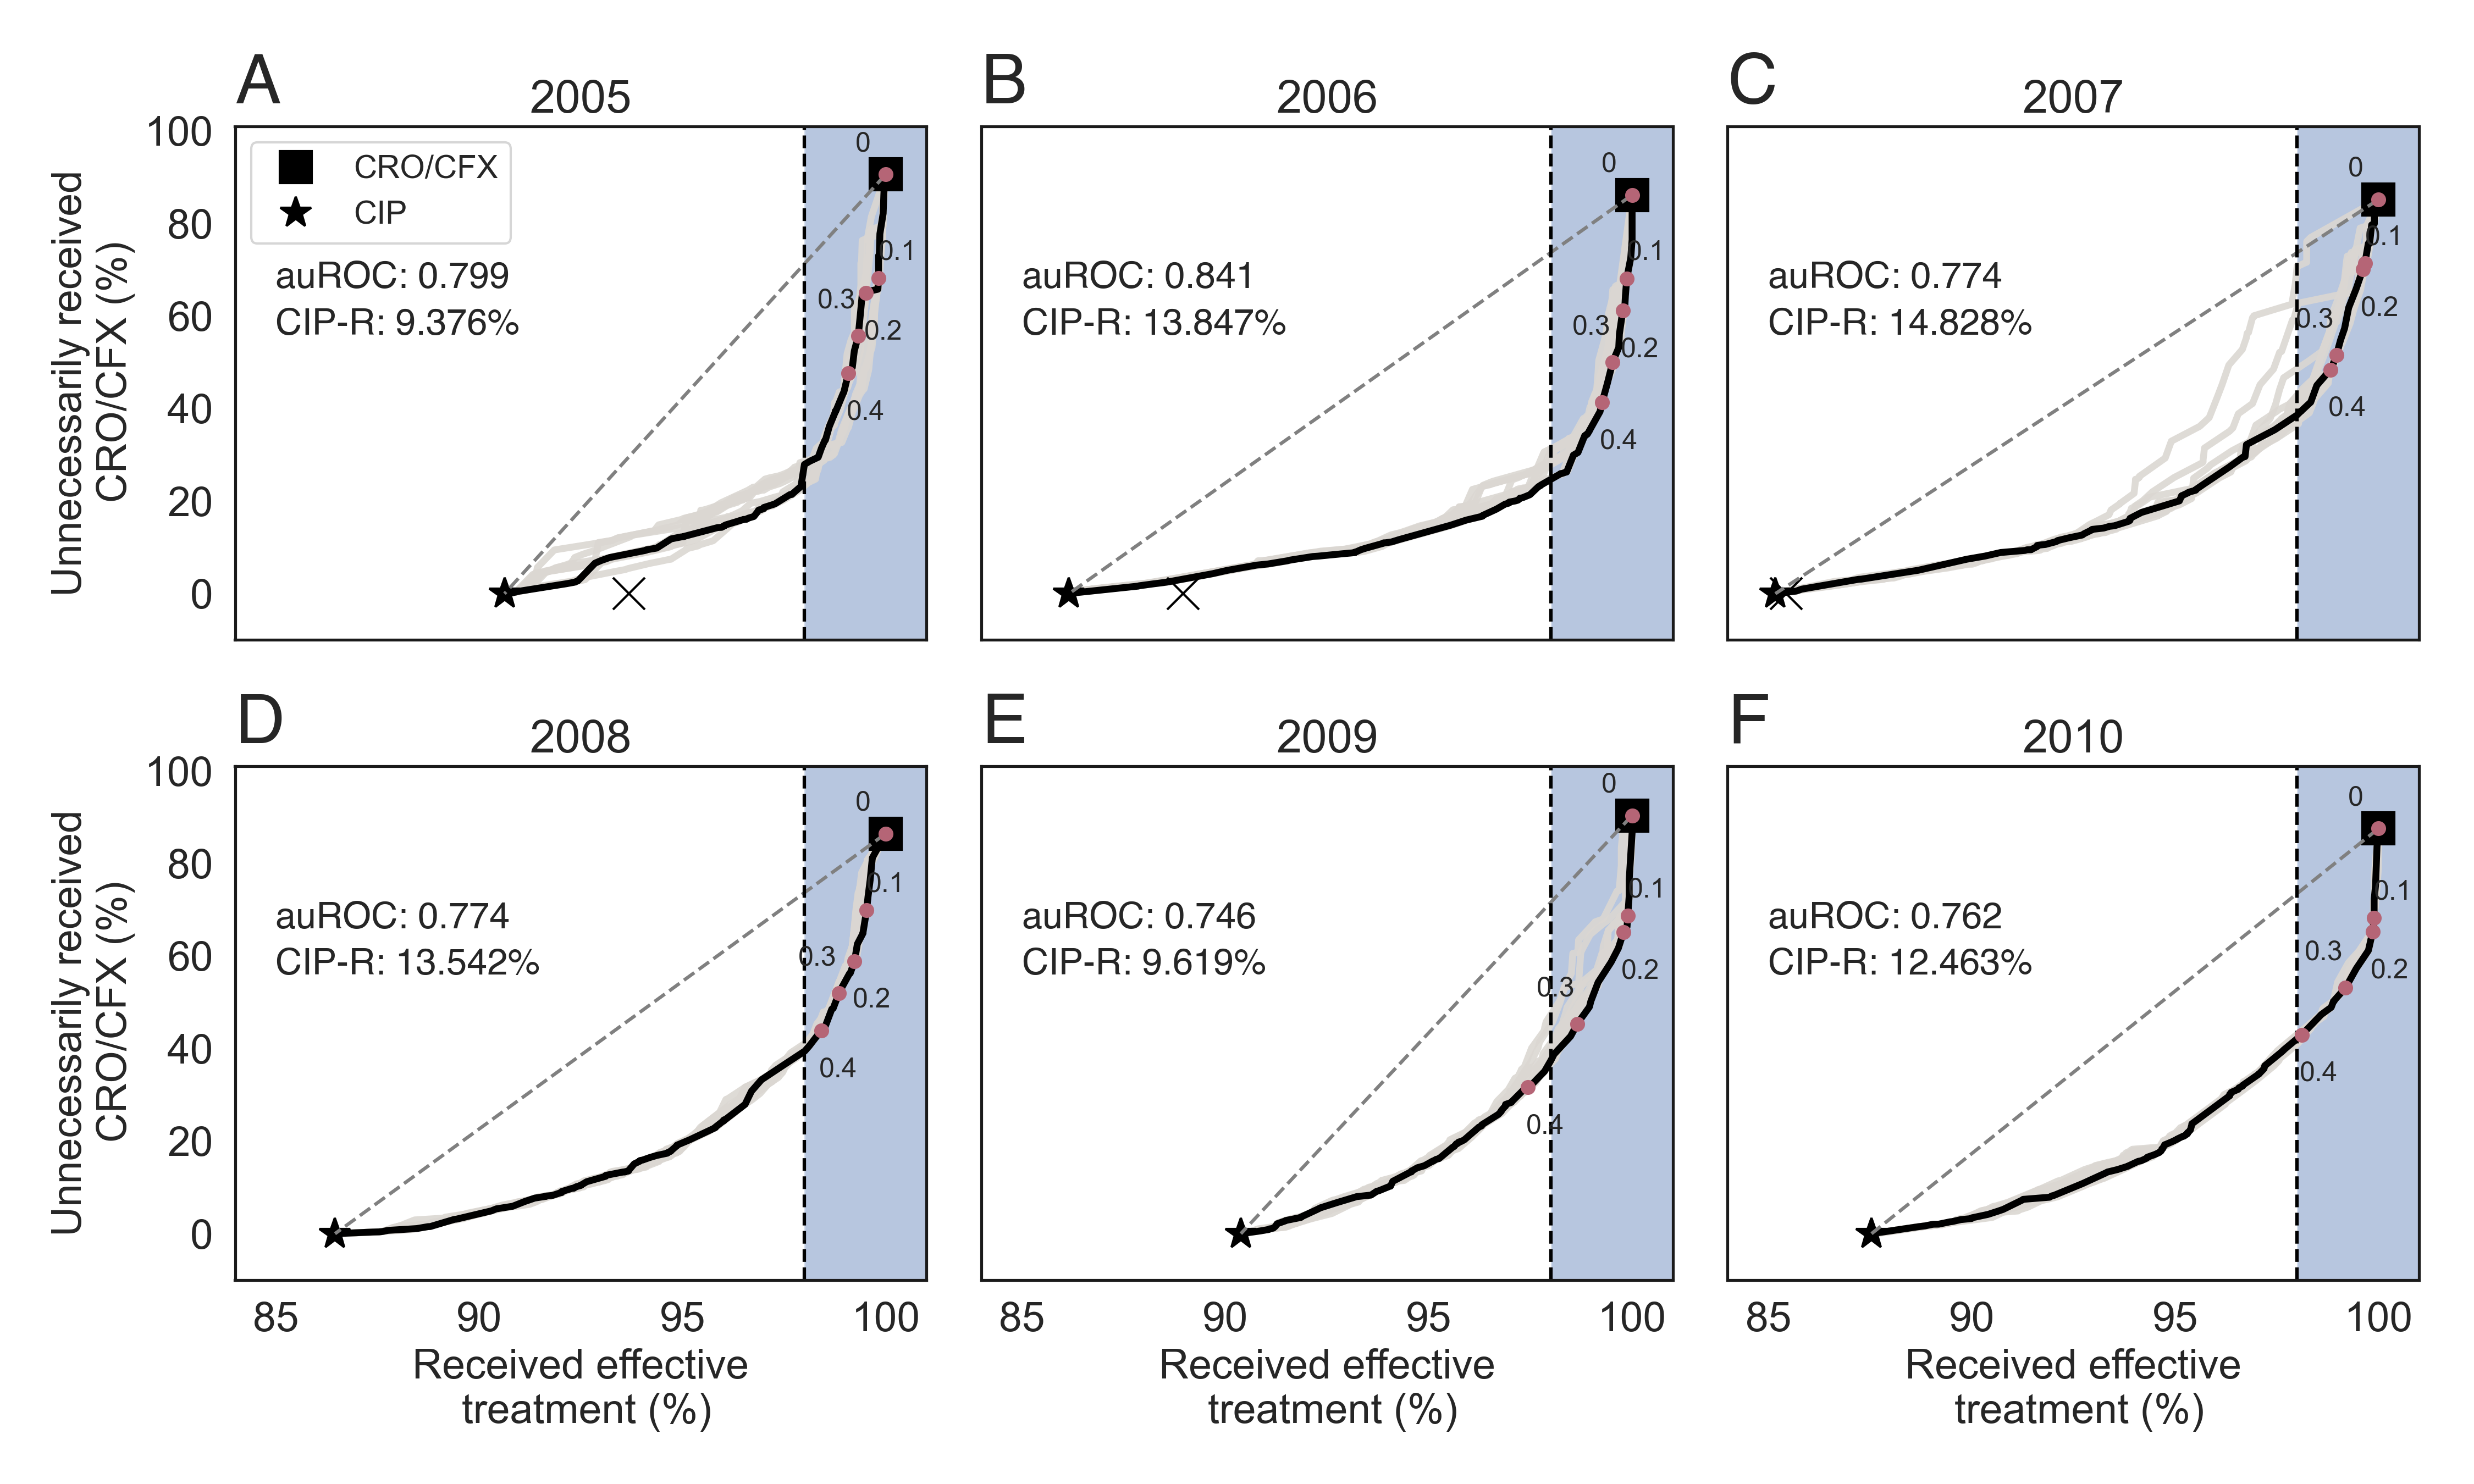 A
2005
B
2006
C
2007
Unnecessarily received
CRO/CFX (%)
100
80
60
40
20
0
CRO/CFX
CIP
auROC: 0.799
CIP-R: 9.376%
0
0.1
0.3
0.2
0.4
auROC: 0.841
CIP-R: 13.847%
0
0.1
0.3
0.2
0.4
auROC: 0.774
CIP-R: 14.828%
0
0.1
0.2
0.3
0.4
D
2008
E
2009
F
2010
Unnecessarily received
CRO/CFX (%)
100
80
60
40
20
0
auROC: 0.774
CIP-R: 13.542%
0
0.1
0.3
0.2
0.4
auROC: 0.746
CIP-R: 9.619%
0
0.1
0.2
0.3
0.4
auROC: 0.762
CIP-R: 12.463%
0
0.1
0.3
0.2
0.4
85 90 95 100
Received effective
treatment (%)
85 90 95 100
Received effective
treatment (%)
85 90 95 100
Received effective
treatment (%)